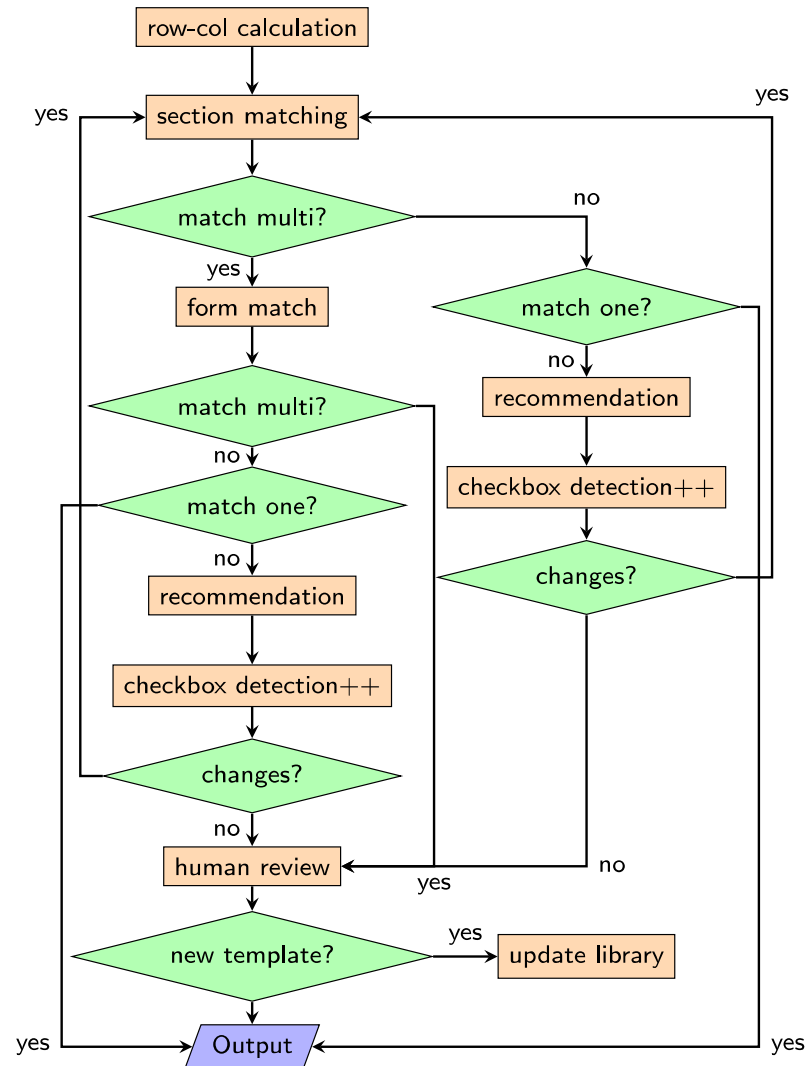 row-col calculation
yes
yes
section matching
no
match multi?
yes
form match
match one?
no
match multi?
recommendation
no
match one?
checkbox detection++
no
changes?
recommendation
checkbox detection++
changes?
no
human review
yes
no
new template?
yes
update library
yes
Output
yes